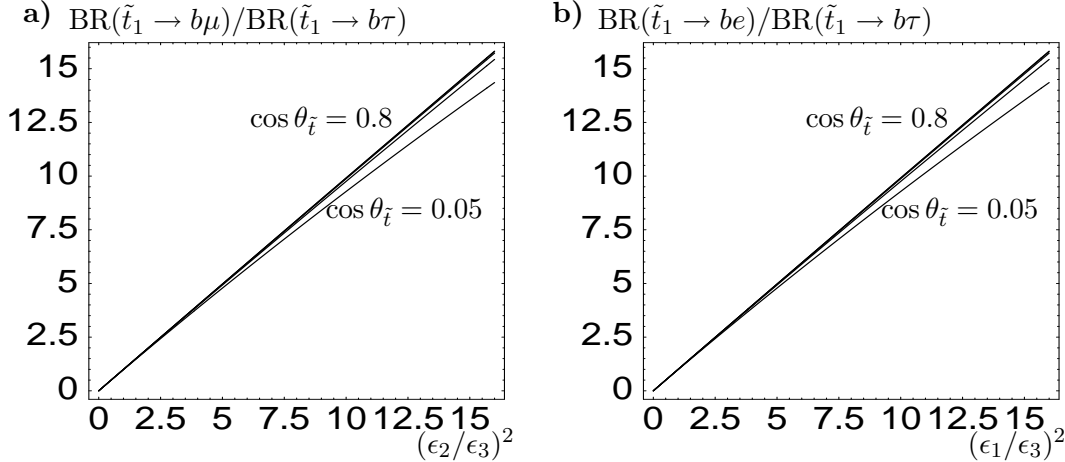 a) BR(t̃₁ → bμ)/BR(t̃₁ → bτ)
15
12.5
10
7.5
5
2.5
0
cos θ_t̃ = 0.8
cos θ_t̃ = 0.05
0 2.5 5 7.5 10 12.5 15
(ϵ₂/ϵ₃)²
b) BR(t̃₁ → be)/BR(t̃₁ → bτ)
15
12.5
10
7.5
5
2.5
0
cos θ_t̃ = 0.8
cos θ_t̃ = 0.05
0 2.5 5 7.5 10 12.5 15
(ϵ₁/ϵ₃)²